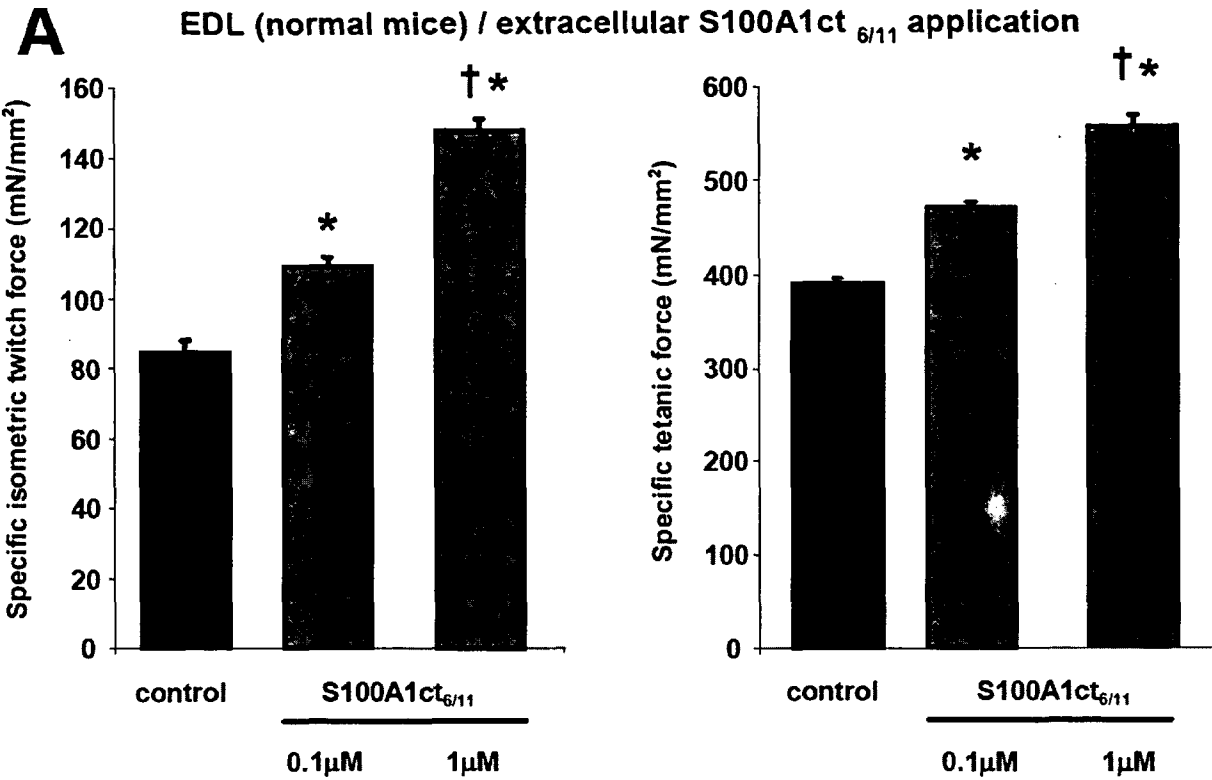 A
EDL (normal mice) / extracellular S100A1ct 6/11 application
Specific isometric twitch force (mN/mm²)
160
140
120
100
80
60
40
20
0
*
† *
control
S100A1ct6/11
0.1µM
1µM
Specific tetanic force (mN/mm²)
600
500
400
300
200
100
0
*
† *
control
S100A1ct6/11
0.1µM
1µM